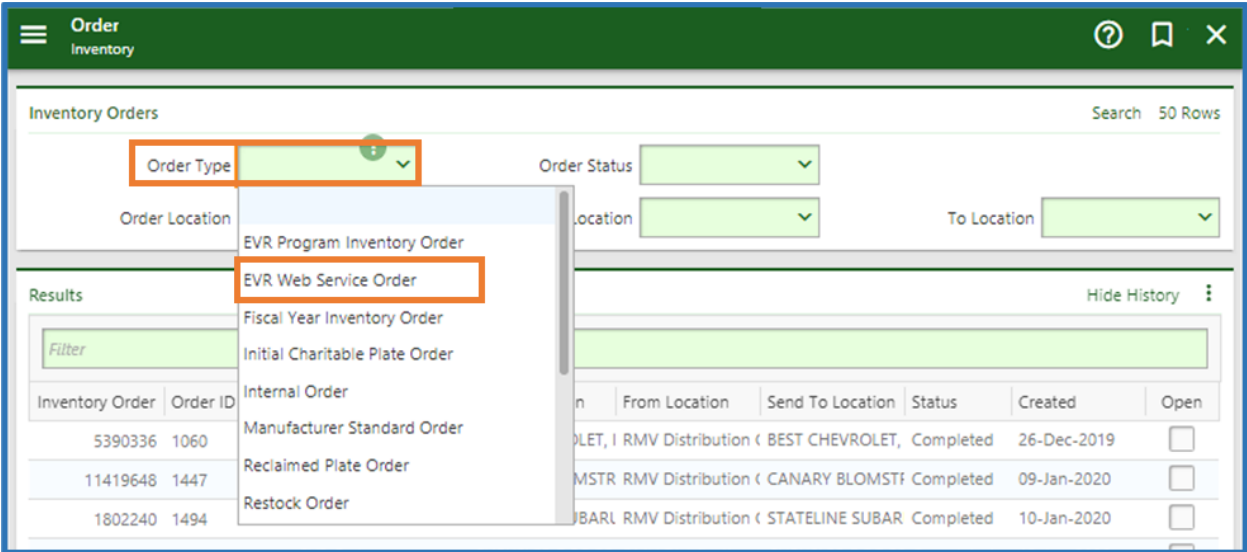 Order
Inventory
Inventory Orders Search 50 Rows
Order Type Order Status
Order Location Location To Location
EVR Program Inventory Order
EVR Web Service Order
Results Hide History
Fiscal Year Inventory Order
Filter
Initial Charitable Plate Order
Internal Order
Inventory Order Order ID n From Location Send To Location Status Created Open
Manufacturer Standard Order
5390336 1060 LET, I RMV Distribution ( BEST CHEVROLET, Completed 26-Dec-2019
Reclaimed Plate Order
11419648 1447 MSTR RMV Distribution ( CANARY BLOMSTF Completed 09-Jan-2020
Restock Order
1802240 1494 UBARL RMV Distribution ( STATELINE SUBAR Completed 10-Jan-2020